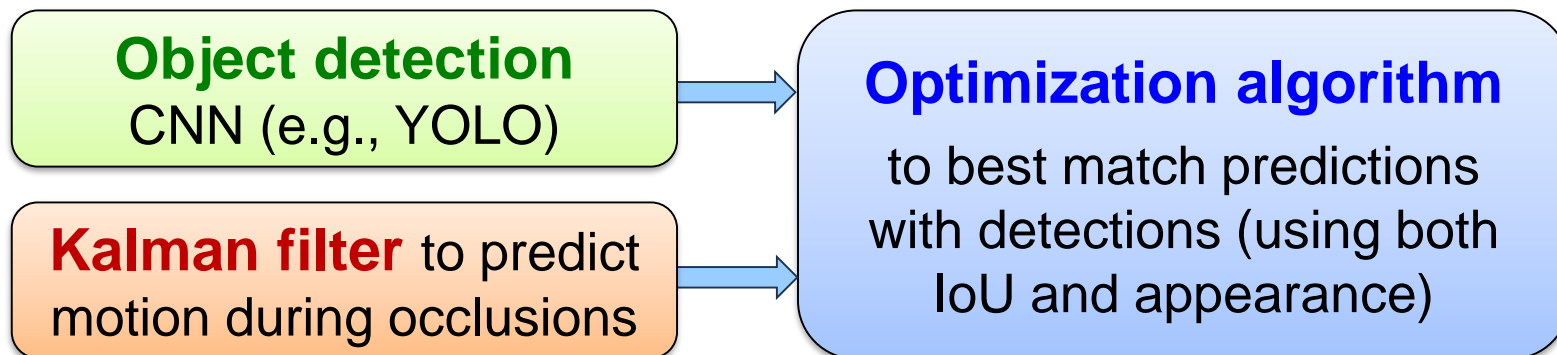 Object detection
CNN (e.g., YOLO)
Kalman filter to predict
motion during occlusions
Optimization algorithm
to best match predictions
with detections (using both
IoU and appearance)